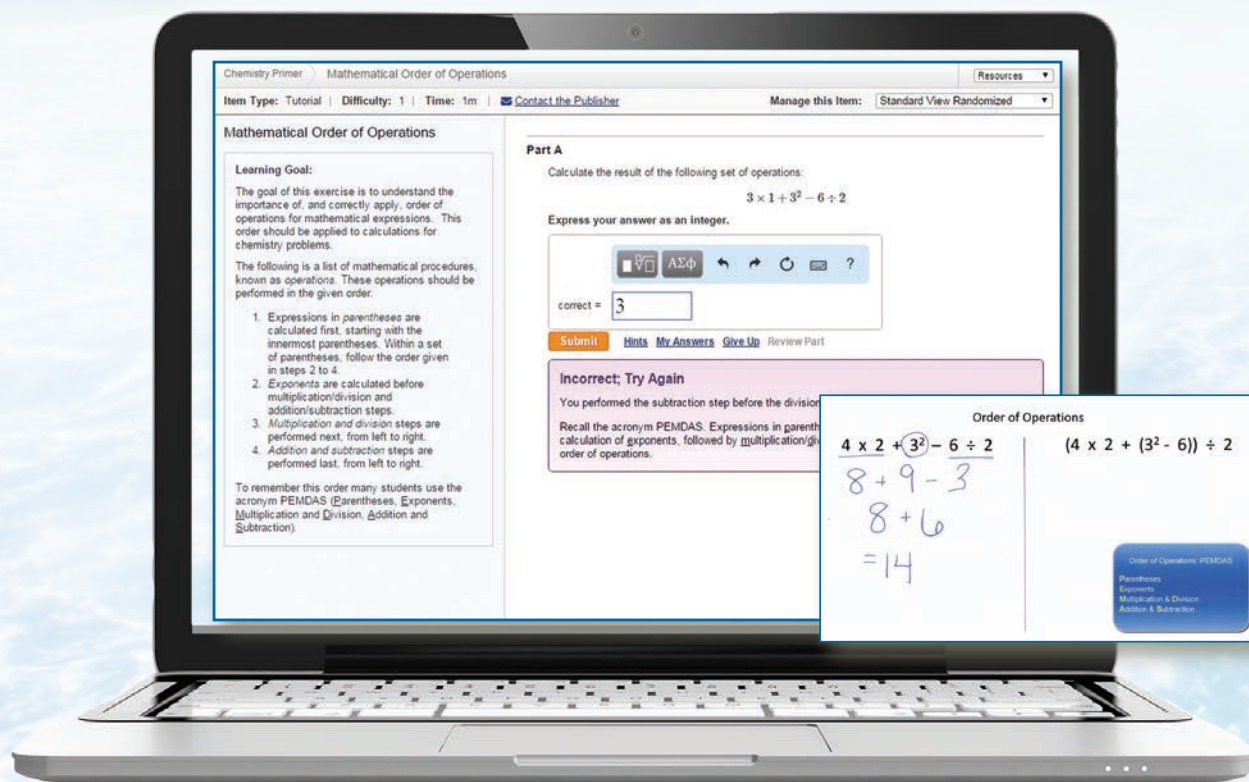 Chemistry Primer Mathematical Order of Operations
Resources
Item Type: Tutorial | Difficulty: 1 | Time: 1m | Contact the Publisher
Manage this Item: Standard View Randomized
Mathematical Order of Operations
Learning Goal:
The goal of this exercise is to understand the
importance of, and correctly apply, order of
operations for mathematical expressions. This
order should be applied to calculations for
chemistry problems.
The following is a list of mathematical procedures,
known as operations. These operations should be
performed in the given order.
1. Expressions in parentheses are
calculated first, starting with the
innermost parentheses. Within a set
of parentheses, follow the order given
in steps 2 to 4.
2. Exponents are calculated before
multiplication/division and
addition/subtraction steps.
3. Multiplication and division steps are
performed next, from left to right.
4. Addition and subtraction steps are
performed last, from left to right.
To remember this order many students use the
acronym PEMDAS (Parentheses, Exponents,
Multiplication and Division, Addition and
Subtraction).
Part A
Calculate the result of the following set of operations:
3 × 1 + 3² − 6 ÷ 2
Express your answer as an integer.
ΑΣφ ?
correct = 3
Submit Hints My Answers Give Up Review Part
Incorrect; Try Again
You performed the subtraction step before the division
Recall the acronym PEMDAS. Expressions in parenth
calculation of exponents, followed by multiplication/di
order of operations.
Order of Operations
4 x 2 + 3² - 6 ÷ 2
8 + 9 - 3
8 + 6
= 14
(4 x 2 + (3² - 6)) ÷ 2
Order of Operations: PEMDAS
Parentheses
Exponents
Multiplication & Division
Addition & Subtraction